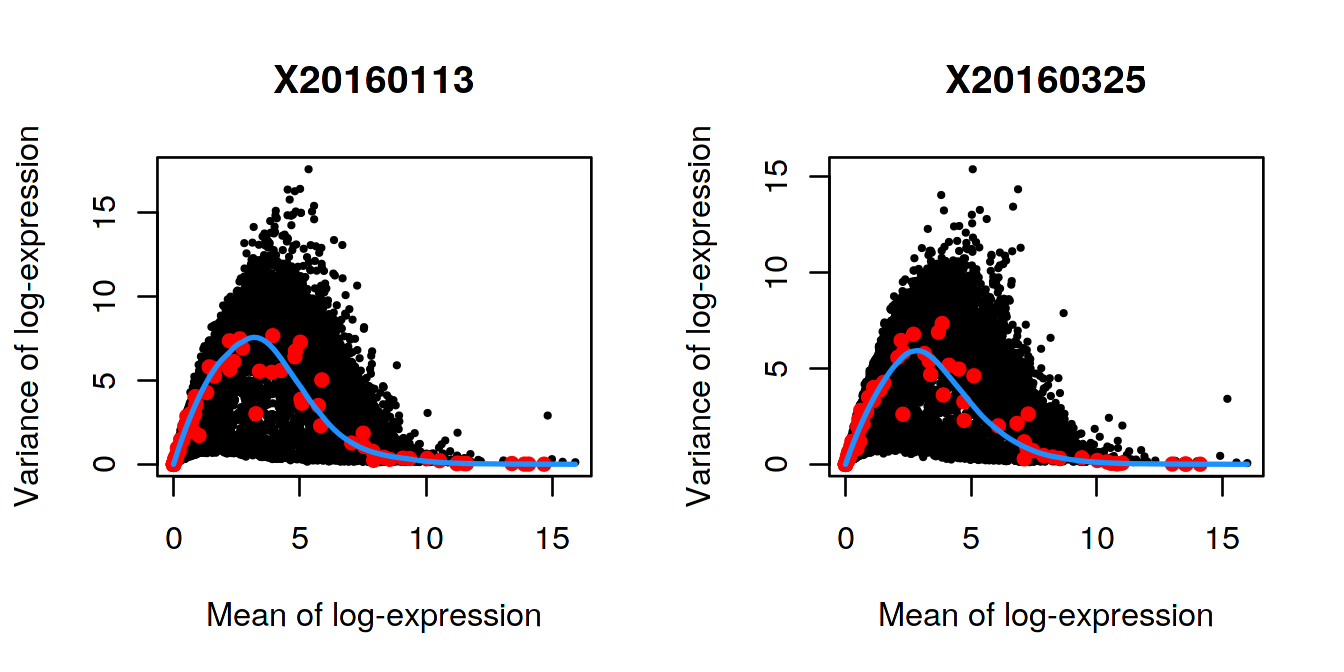 X20160113
Variance of log-expression
15
10
5
0
0 5 10 15
Mean of log-expression
X20160325
Variance of log-expression
15
10
5
0
0 5 10 15
Mean of log-expression